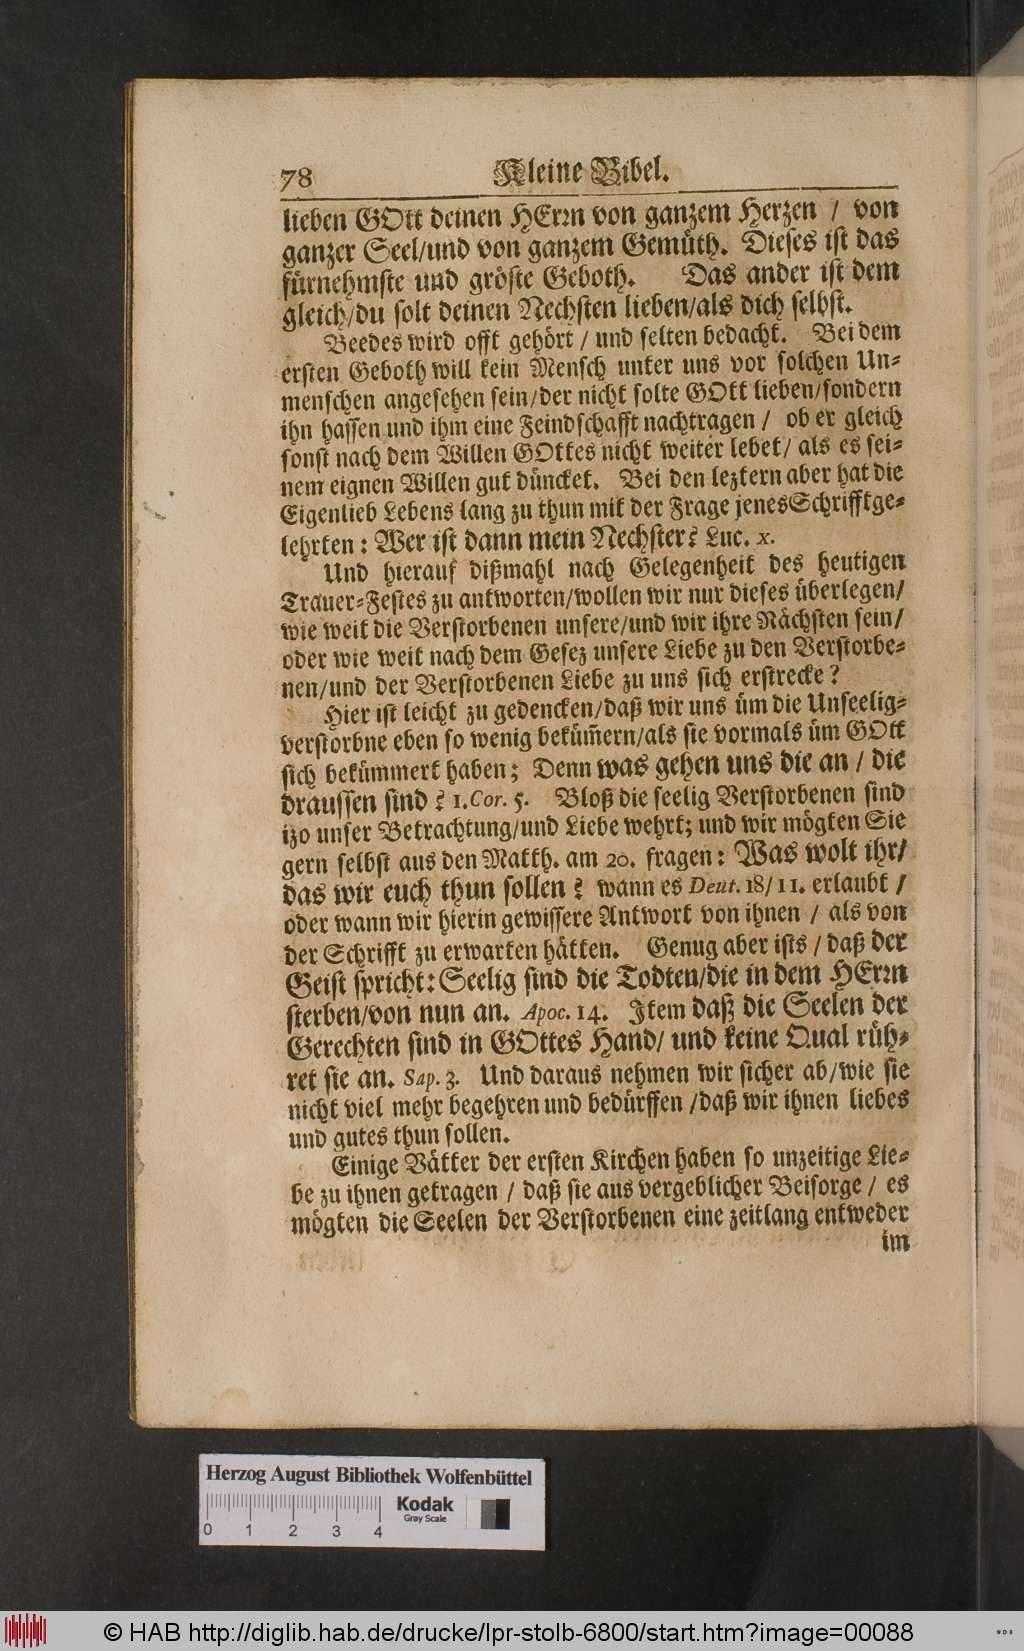 78 Kleine Bibel.
lieben GOtt deinen HErrn von ganzem Herzen / von
ganzer Seel/und von ganzem Gemüth. Dieses ist das
fürnehmste und gröste Geboth. Das ander ist dem
gleich/du solt deinen Nechsten lieben/als dich selbst.
Beedes wird offt gehört / und selten bedacht. Bei dem
ersten Geboth will kein Mensch unter uns vor solchen Un-
menschen angesehen sein/der nicht solte GOtt lieben/sondern
ihn hassen und ihm eine Feindschafft nachtragen / ob er gleich
sonst nach dem Willen GOttes nicht weiter lebet/ als es sei-
nem eignen Willen gut düncket. Bei den leztern aber hat die
Eigenlieb Lebens lang zu thun mit der Frage jenes Schrifftge-
lehrten: Wer ist dann mein Nechster? Luc. x.
Und hierauf dißmahl nach Gelegenheit des heutigen
Trauer-Festes zu antworten/wollen wir nur dieses überlegen/
wie weit die Verstorbenen unsere/und wir ihre Nächsten sein/
oder wie weit nach dem Gesez unsere Liebe zu den Verstorbe-
nen/und der Verstorbenen Liebe zu uns sich erstrecke?
Hier ist leicht zu gedencken/daß wir uns üm die Unseelig-
verstorbne eben so wenig bekümm̄ern/als sie vormals üm GOtt
sich bekümmert haben; Denn was gehen uns die an / die
draussen sind? 1. Cor. 5. Bloß die seelig Verstorbenen sind
izo unser Betrachtung/und Liebe wehrt; und wir mögten Sie
gern selbst aus den Matth. am 20. fragen: Was wolt ihr/
das wir euch thun sollen? wann es Deut. 18/11. erlaubt /
oder wann wir hierin gewissere Antwort von ihnen / als von
der Schrifft zu erwarten hätten. Genug aber ists / daß der
Geist spricht: Seelig sind die Todten/die in dem HErrn
sterben/von nun an. Apoc. 14. Item daß die Seelen der
Gerechten sind in GOttes Hand/ und keine Qual rüh-
ret sie an. Sap. 3. Und daraus nehmen wir sicher ab/wie sie
nicht viel mehr begehren und bedürffen /daß wir ihnen liebes
und gutes thun sollen.
Einige Vätter der ersten Kirchen haben so unzeitige Lie-
be zu ihnen getragen / daß sie aus vergeblicher Beisorge / es
mögten die Seelen der Verstorbenen eine zeitlang entweder
im
Herzog August Bibliothek Wolfenbüttel
0 1 2 3 4
Kodak
Gray Scale
© HAB http://diglib.hab.de/drucke/lpr-stolb-6800/start.htm?image=00088
WDB